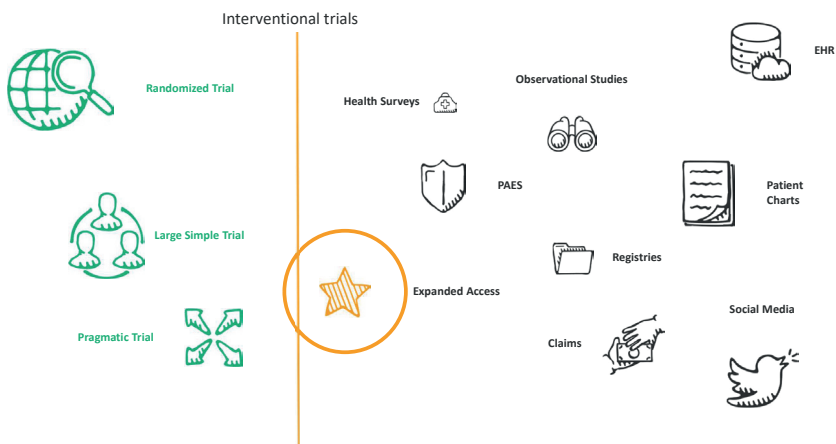 Interventional trials
EHR
Observational Studies
Randomized Trial
Health Surveys
PAES
Patient
Charts
Large Simple Trial
Registries
Expanded Access
Social Media
Pragmatic Trial
Claims